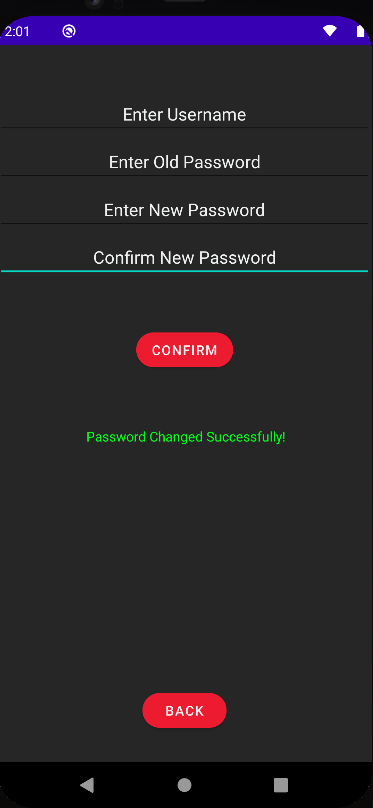 2:01
Enter Username
Enter Old Password
Enter New Password
Confirm New Password
CONFIRM
Password Changed Successfully!
BACK